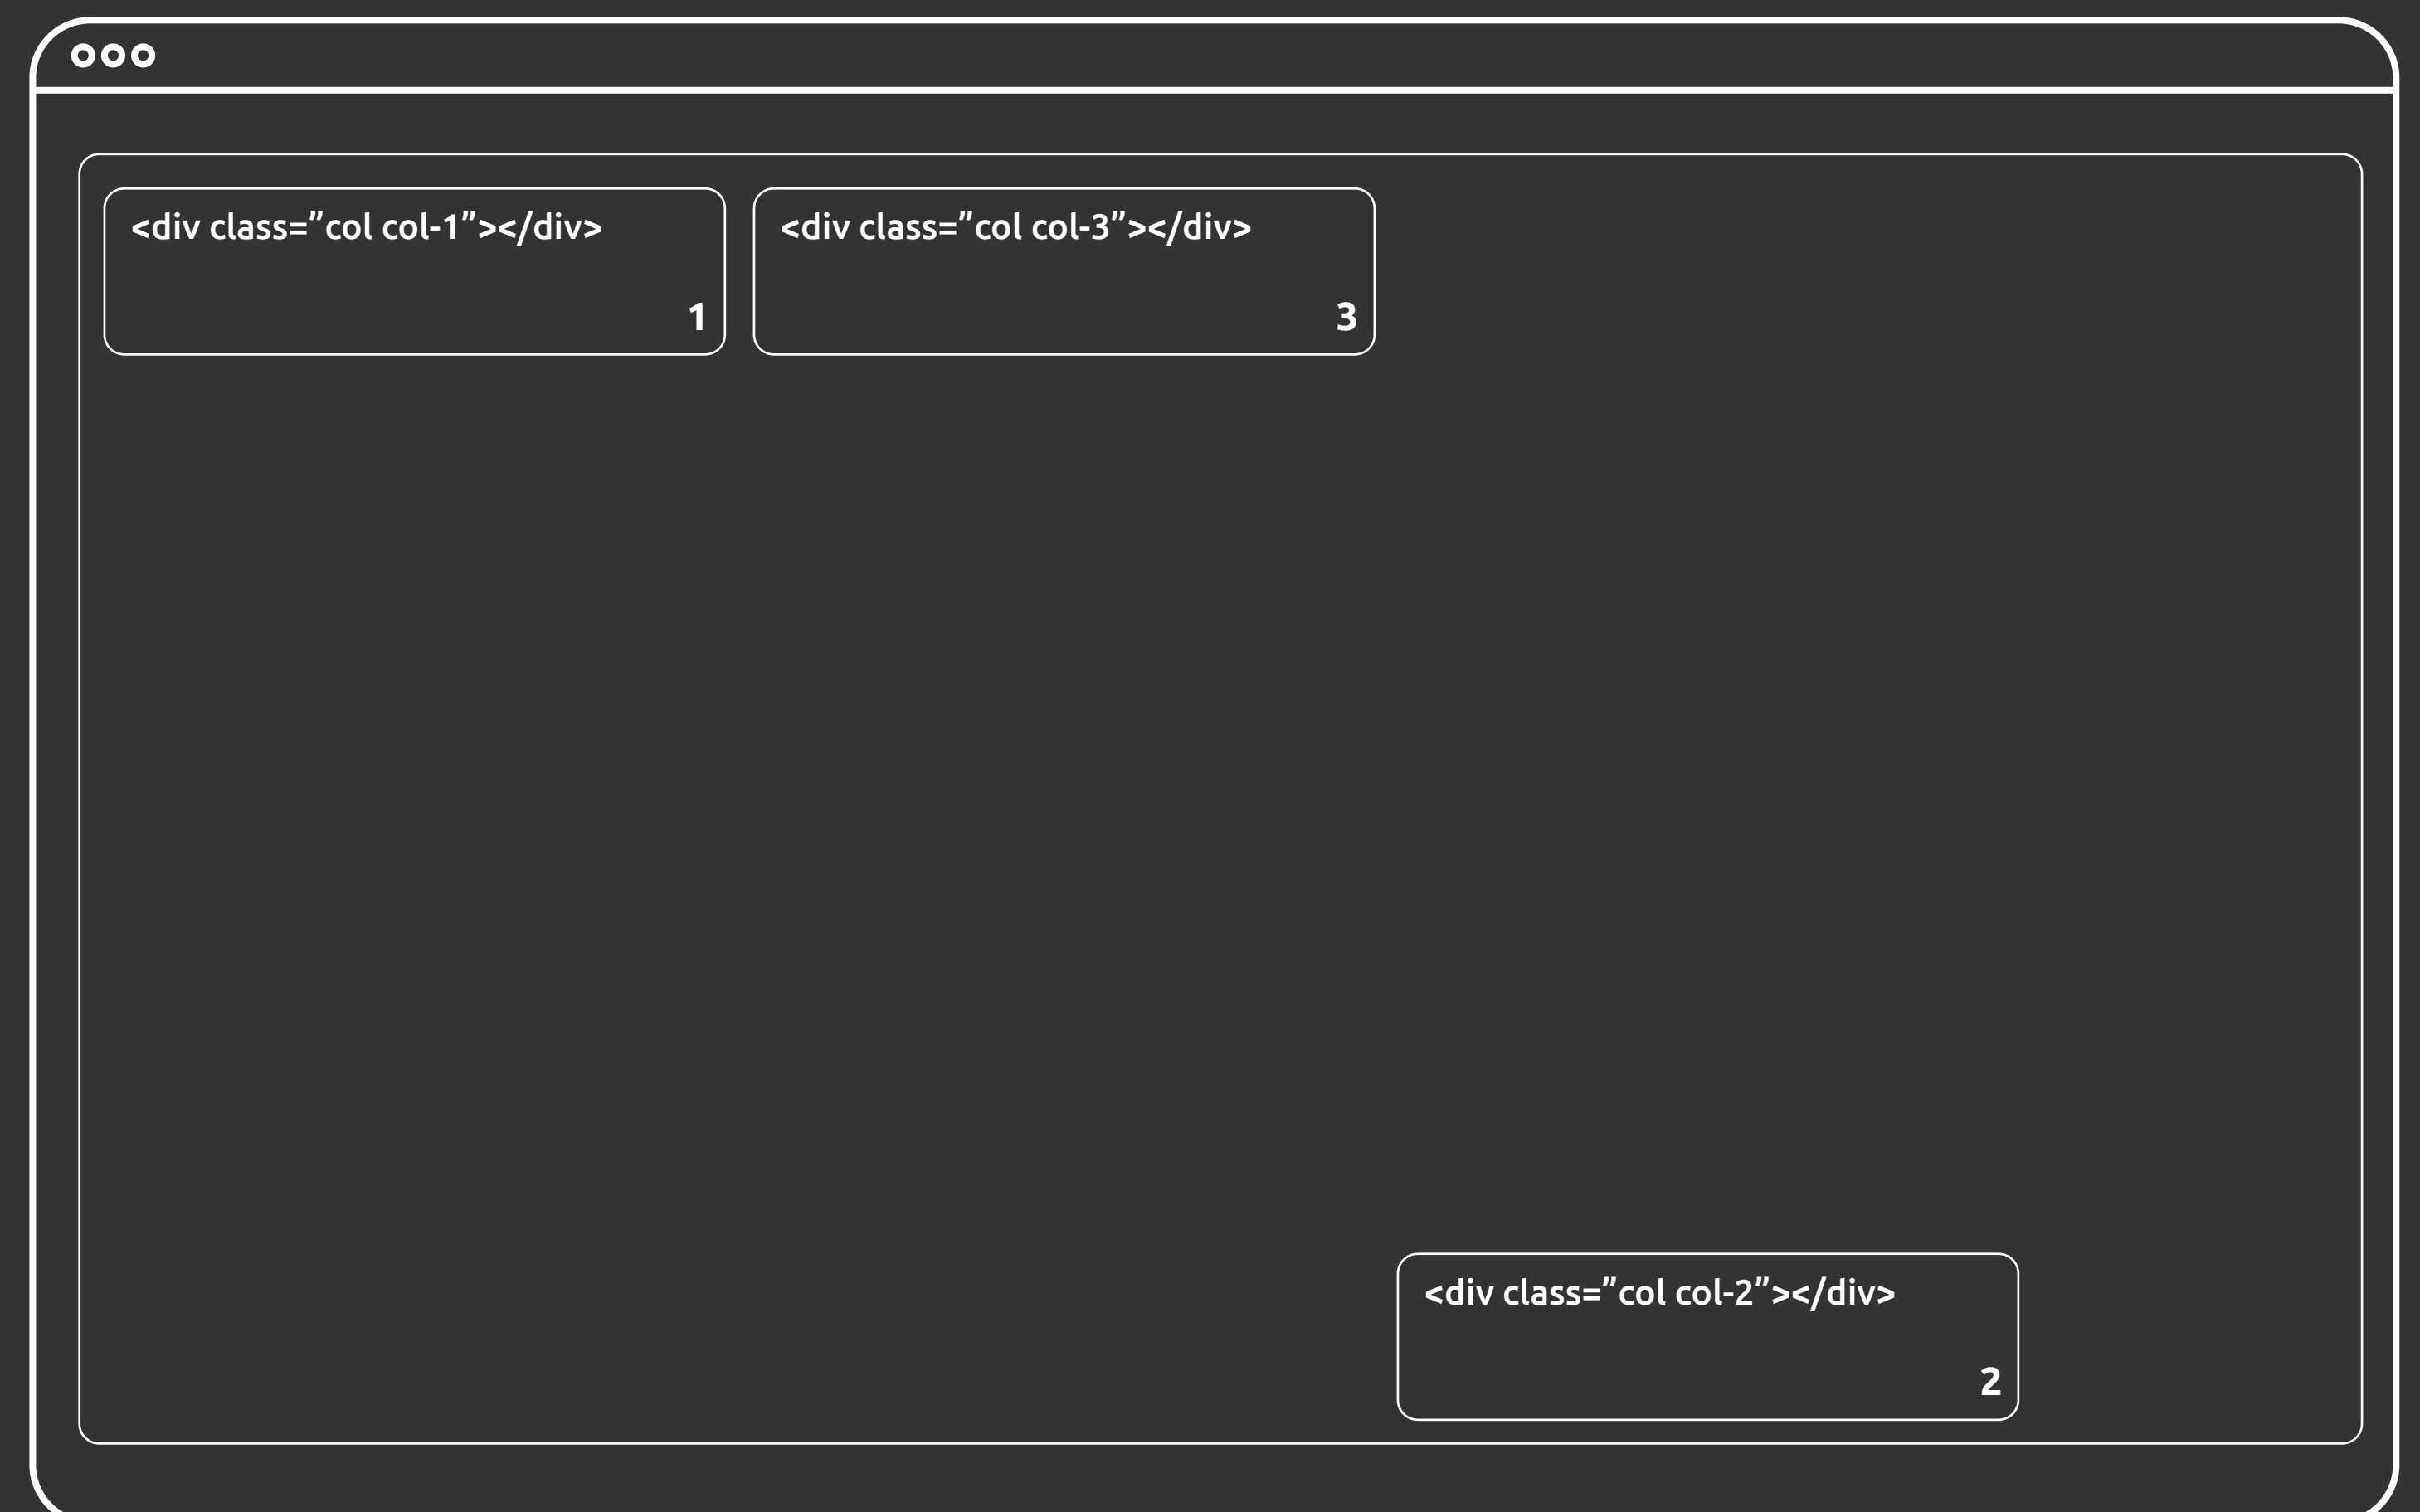 <div class=”col col-1”></div>
1
<div class=”col col-3”></div>
3
<div class=”col col-2”></div>
2